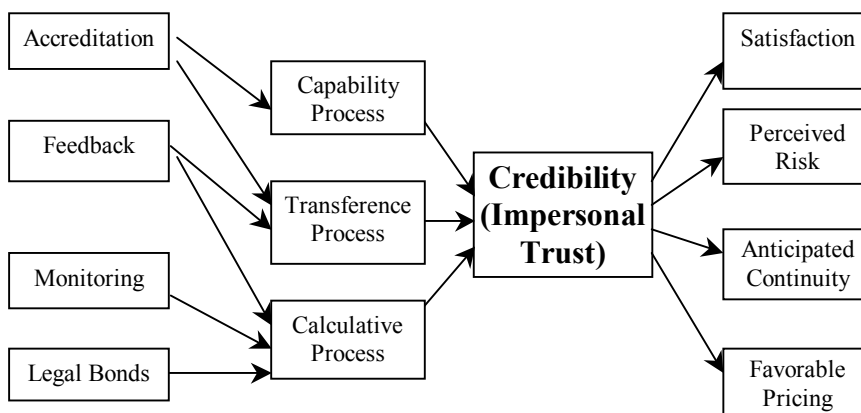 Accreditation
Feedback
Monitoring
Legal Bonds
Capability
Process
Transference
Process
Calculative
Process
Credibility
(Impersonal
Trust)
Satisfaction
Perceived
Risk
Anticipated
Continuity
Favorable
Pricing